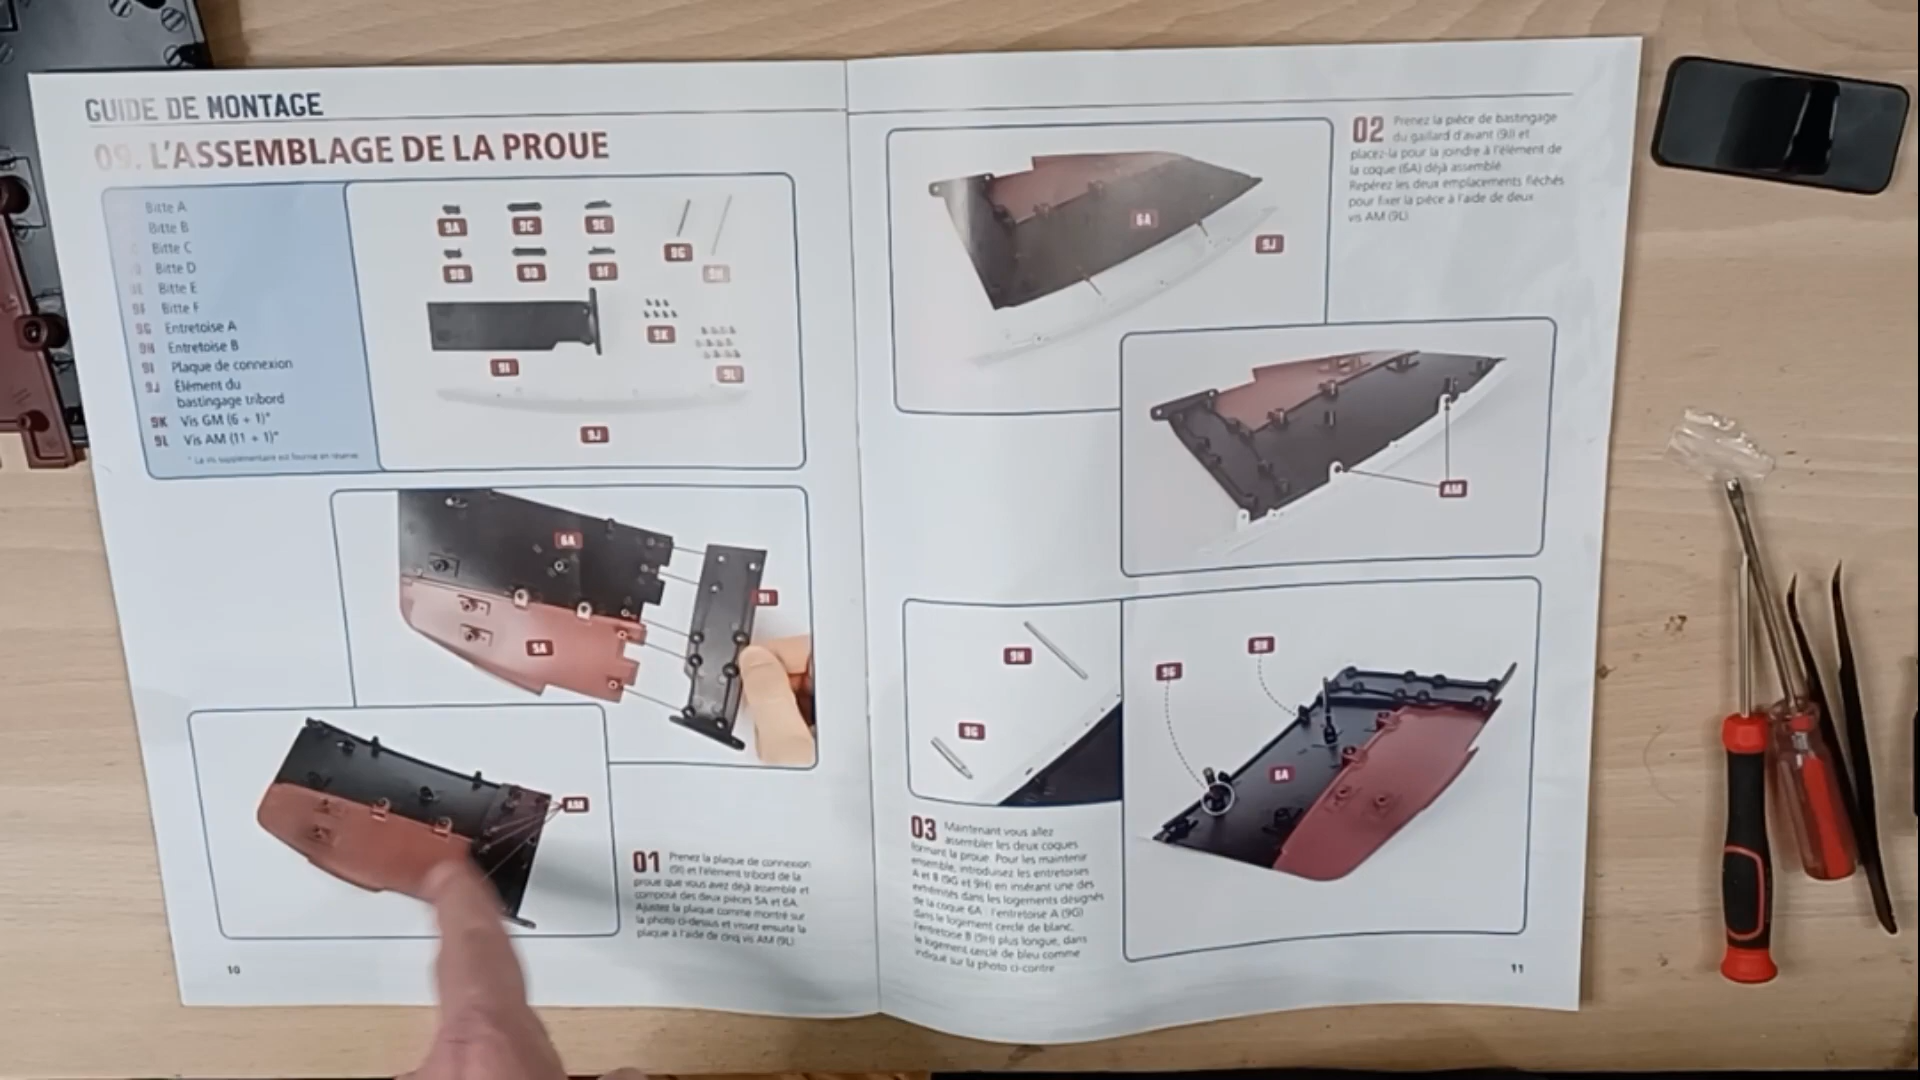 GUIDE DE MONTAGE
09. L'ASSEMBLAGE DE LA PROUE
Bitte A
Bitte B
Bitte C
Bitte D
9E Bitte E
9F Bitte F
9G Entretoise A
9H Entretoise B
9I Plaque de connexion
9J Élément du
bastingage tribord
9K Vis GM (6 + 1)*
9L Vis AM (11 + 1)*
* La vis supplémentaire est fournie en réserve.
9A
9C
9E
9G
9H
9B
9D
9F
9K
9I
9L
9J
6A
9I
5A
AM
01 Prenez la plaque de connexion
(9I) et l'élément tribord de la
proue que vous avez déjà assemblé et
composé des deux pièces 5A et 6A.
Ajustez la plaque comme montré sur
la photo ci-dessus et vissez ensuite la
plaque à l'aide de cinq vis AM (9L).
10
6A
9J
02 Prenez la pièce de bastingage
du gaillard d'avant (9J) et
placez-la pour la joindre à l'élément de
la coque (6A) déjà assemblé.
Repérez les deux emplacements fléchés
pour fixer la pièce à l'aide de deux
vis AM (9L).
AM
9H
9G
9G
9H
6A
03 Maintenant vous allez
assembler les deux coques
formant la proue. Pour les maintenir
ensemble, introduisez les entretoises
A et B (9G et 9H) en insérant une des
extrémités dans les logements désignés
de la coque 6A : l'entretoise A (9G)
dans le logement cerclé de blanc,
l'entretoise B (9H) plus longue, dans
le logement cerclé de bleu comme
indiqué sur la photo ci-contre.
11